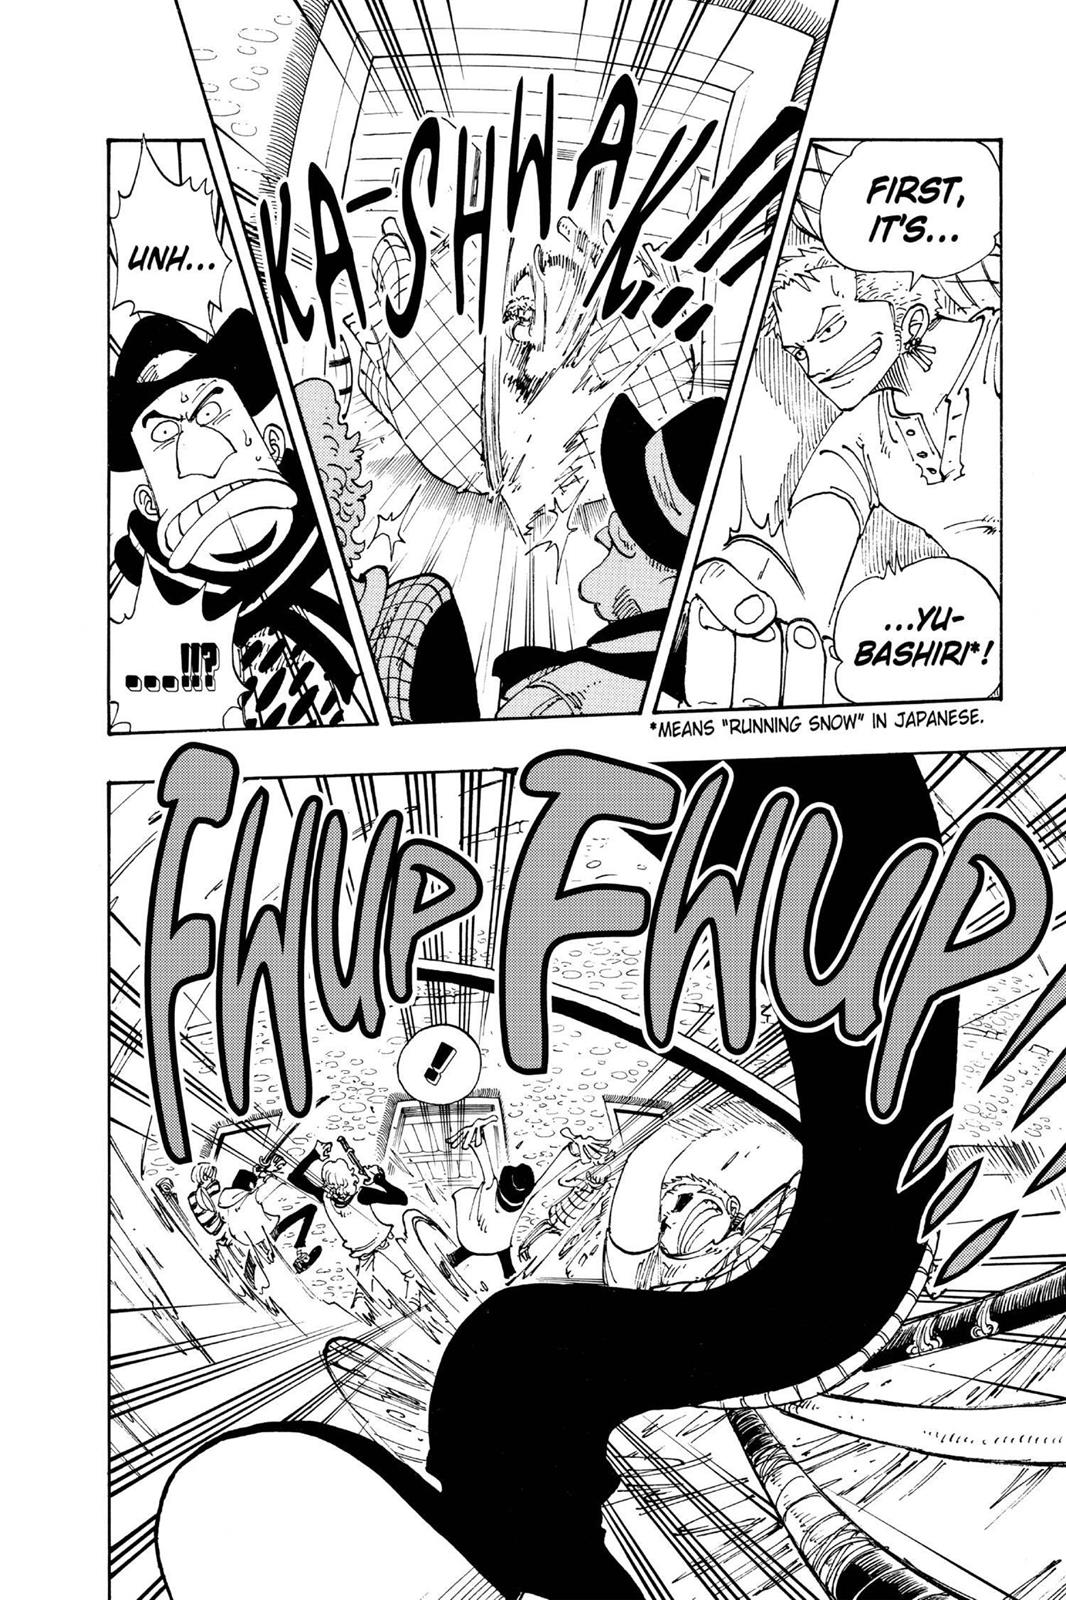 FIRST,
IT'S...
...YU-
BASHIRI*!
KA-SHWAK!!!
UNH...
....!!?
*MEANS "RUNNING SNOW" IN JAPANESE.
FWUP
FWUP
!